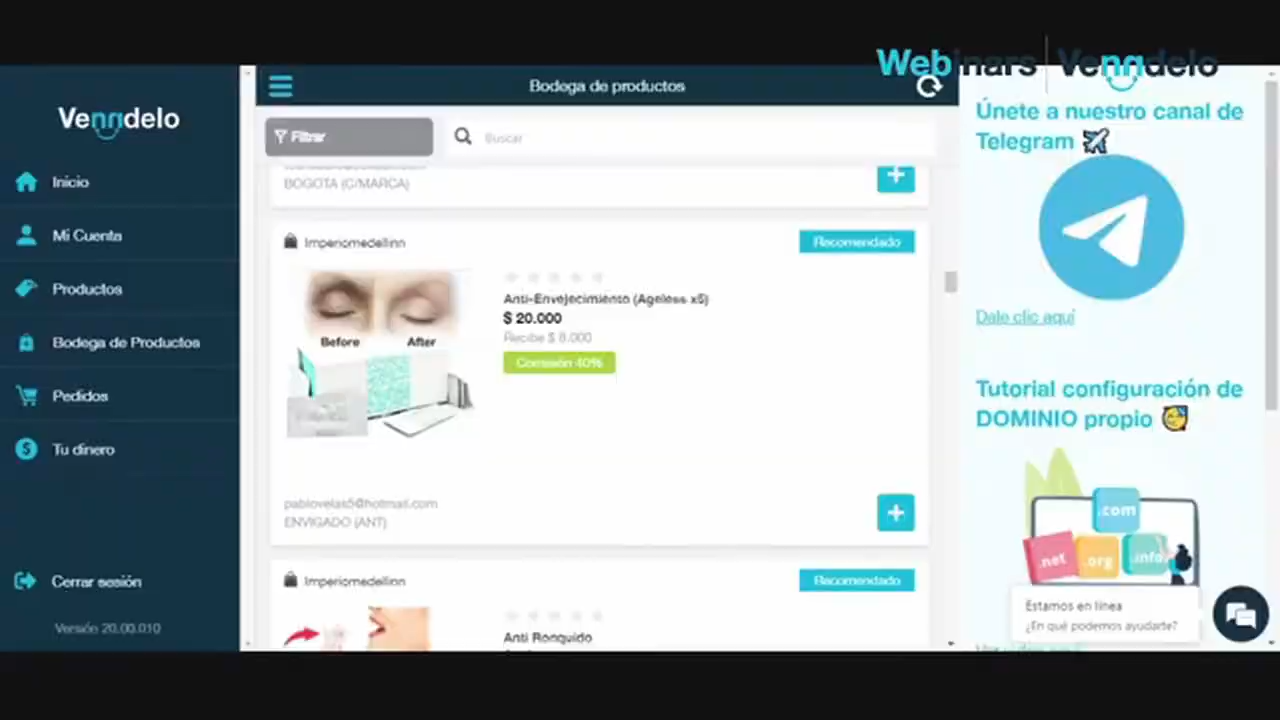 Webinars | Venndelo
Venndelo
Inicio
Mi Cuenta
Productos
Bodega de Productos
Pedidos
Tu dinero
Cerrar sesión
Versión 20.00.010
Bodega de productos
Filtrar
Buscar
BOGOTA (C/MARCA)
Imperiomedellinn
Recomendado
Before
After
Anti-Envejecimiento (Ageless x5)
$ 20.000
Recibe $ 8.000
Comisión 40%
pablovelas5@hotmail.com
ENVIGADO (ANT)
Imperiomedellinn
Recomendado
Anti Ronquido
Únete a nuestro canal de
Telegram
Dale clic aquí
Tutorial configuración de
DOMINIO propio
.com
.net
.org
.info
Estamos en línea
¿En qué podemos ayudarte?